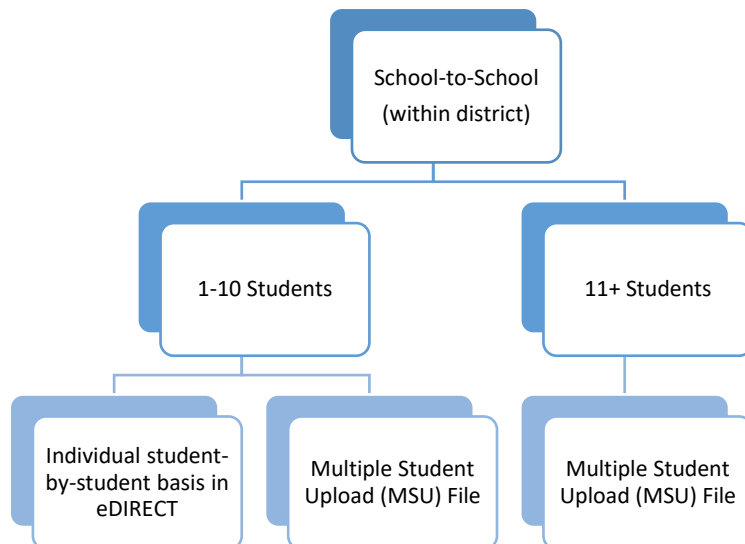 School-to-School
(within district)
1-10 Students
11+ Students
Individual student-
by-student basis in
eDIRECT
Multiple Student
Upload (MSU) File
Multiple Student
Upload (MSU) File